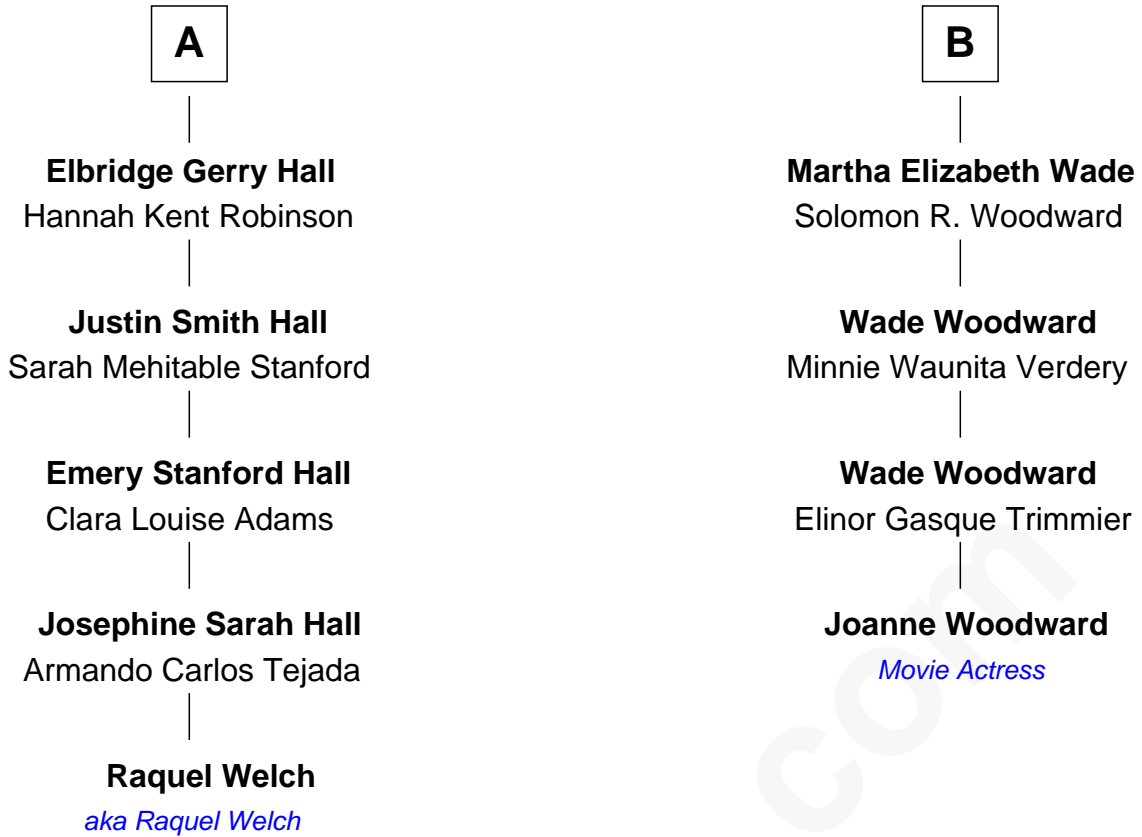 A
Elbridge Gerry Hall
Hannah Kent Robinson
Justin Smith Hall
Sarah Mehitable Stanford
Emery Stanford Hall
Clara Louise Adams
Josephine Sarah Hall
Armando Carlos Tejada
Raquel Welch
aka Raquel Welch
B
Martha Elizabeth Wade
Solomon R. Woodward
Wade Woodward
Minnie Waunita Verdery
Wade Woodward
Elinor Gasque Trimmier
Joanne Woodward
Movie Actress
com